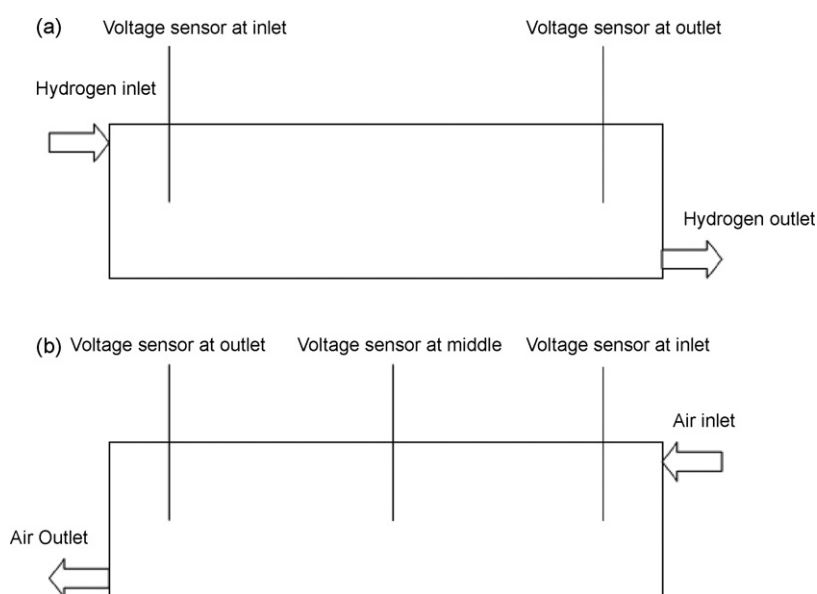 (a) Voltage sensor at inlet Voltage sensor at outlet
Hydrogen inlet
Hydrogen outlet
(b) Voltage sensor at outlet Voltage sensor at middle Voltage sensor at inlet
Air inlet
Air Outlet